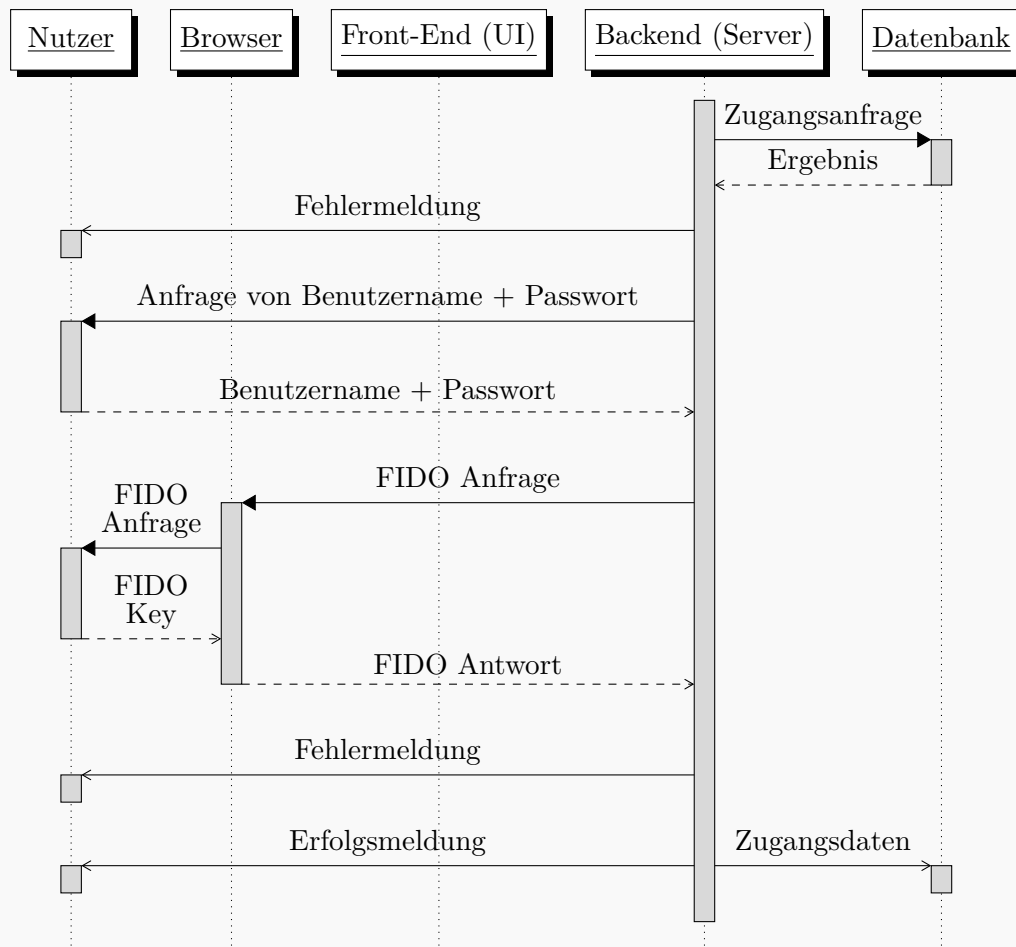 Nutzer
Browser
Front-End (UI)
Backend (Server)
Datenbank
Zugangsanfrage
Ergebnis
Fehlermeldung
Anfrage von Benutzername + Passwort
Benutzername + Passwort
FIDO Anfrage
FIDO
Anfrage
FIDO
Key
FIDO Antwort
Fehlermeldung
Erfolgsmeldung
Zugangsdaten